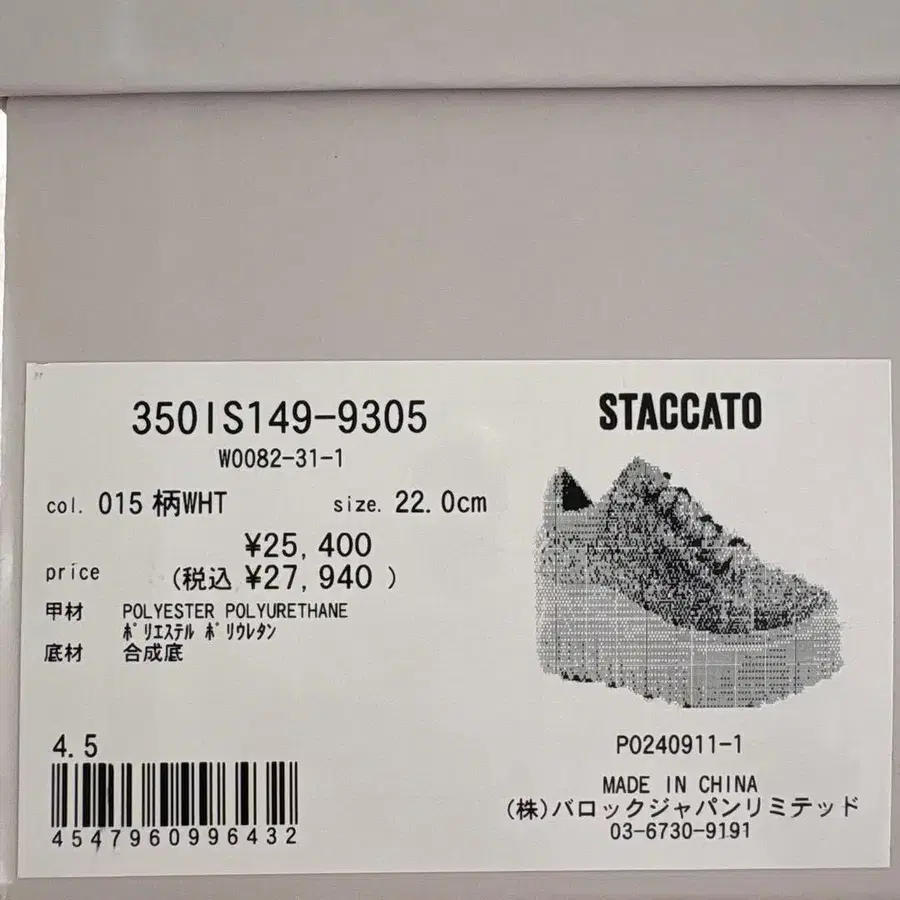 350IS149-9305
W0082-31-1
col. 015 柄WHT size. 22.0cm
¥25,400
price (税込 ¥27,940 )
甲材 POLYESTER POLYURETHANE
ﾎﾟﾘｴｽﾃﾙ ﾎﾟﾘｳﾚﾀﾝ
底材 合成底
4.5
4547960996432
STACCATO
PO240911-1
MADE IN CHINA
(株)バロックジャパンリミテッド
03-6730-9191